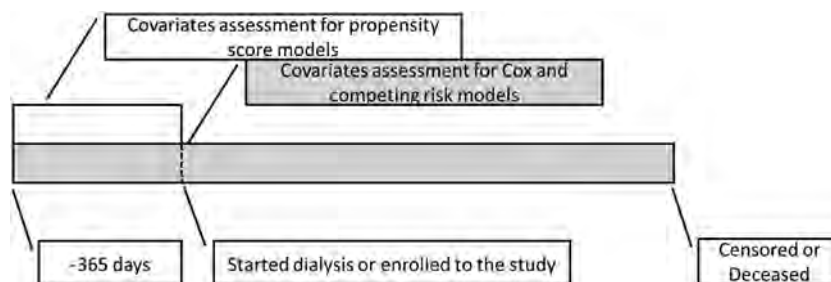 Covariates assessment for propensity
score models
Covariates assessment for Cox and
competing risk models
-365 days
Started dialysis or enrolled to the study
Censored or
Deceased